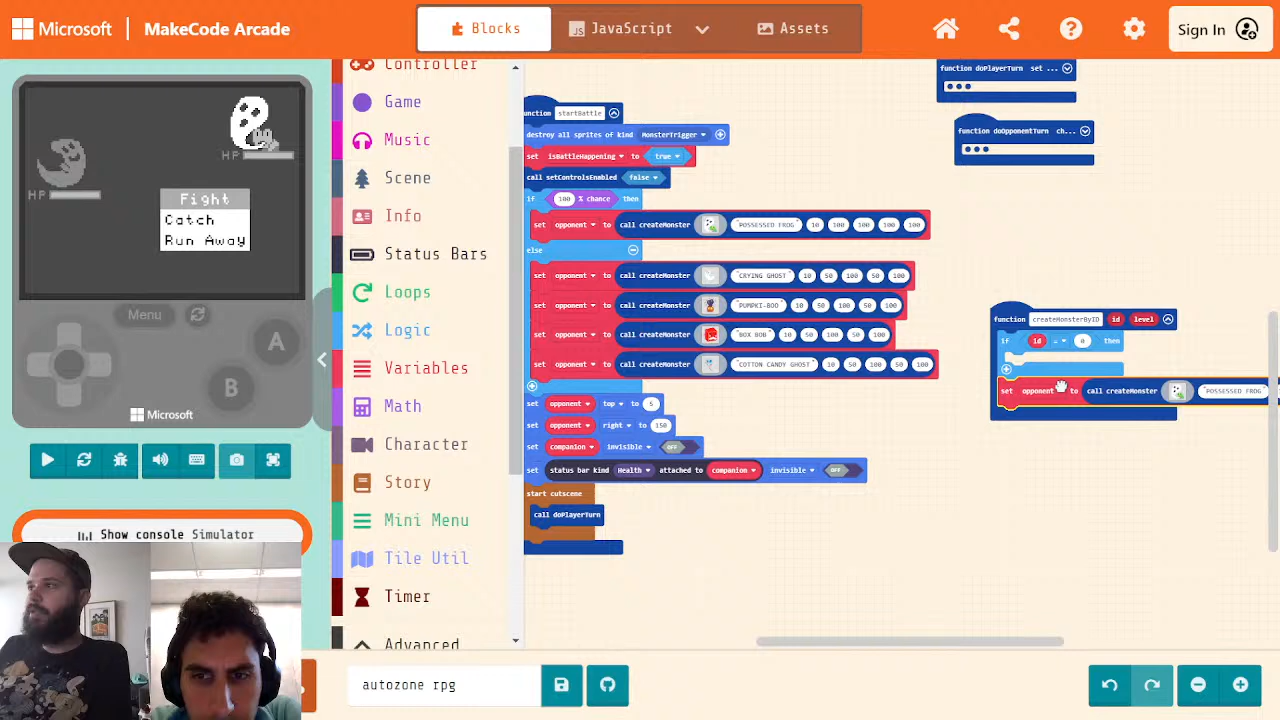 Microsoft
MakeCode Arcade
Blocks
JavaScript
Assets
Sign In
HP
HP
Fight
Catch
Run Away
Menu
A
B
Microsoft
Show console Simulator
Controller
Game
Music
Scene
Info
Status Bars
Loops
Logic
Variables
Math
Character
Story
Mini Menu
Tile Util
Timer
Advanced
function startBattle
destroy all sprites of kind MonsterTrigger
set isBattleHappening to true
call setControlsEnabled false
if 100 % chance then
set opponent to call createMonster "POSSESSED FROG" 10 100 100 100 100
else
set opponent to call createMonster "CRYING GHOST" 10 50 100 50 100
set opponent to call createMonster "PUMPKI-BOO" 10 50 100 50 100
set opponent to call createMonster "BOX BOB" 10 50 100 50 100
set opponent to call createMonster "COTTON CANDY GHOST" 10 50 100 50 100
set opponent top to 5
set opponent right to 150
set companion invisible OFF
set status bar kind Health attached to companion invisible OFF
start cutscene
call doPlayerTurn
function doPlayerTurn set ...
function doOpponentTurn ch...
function createMonsterByID id level
if id = 0 then
set opponent to call createMonster "POSSESSED FROG"
autozone rpg